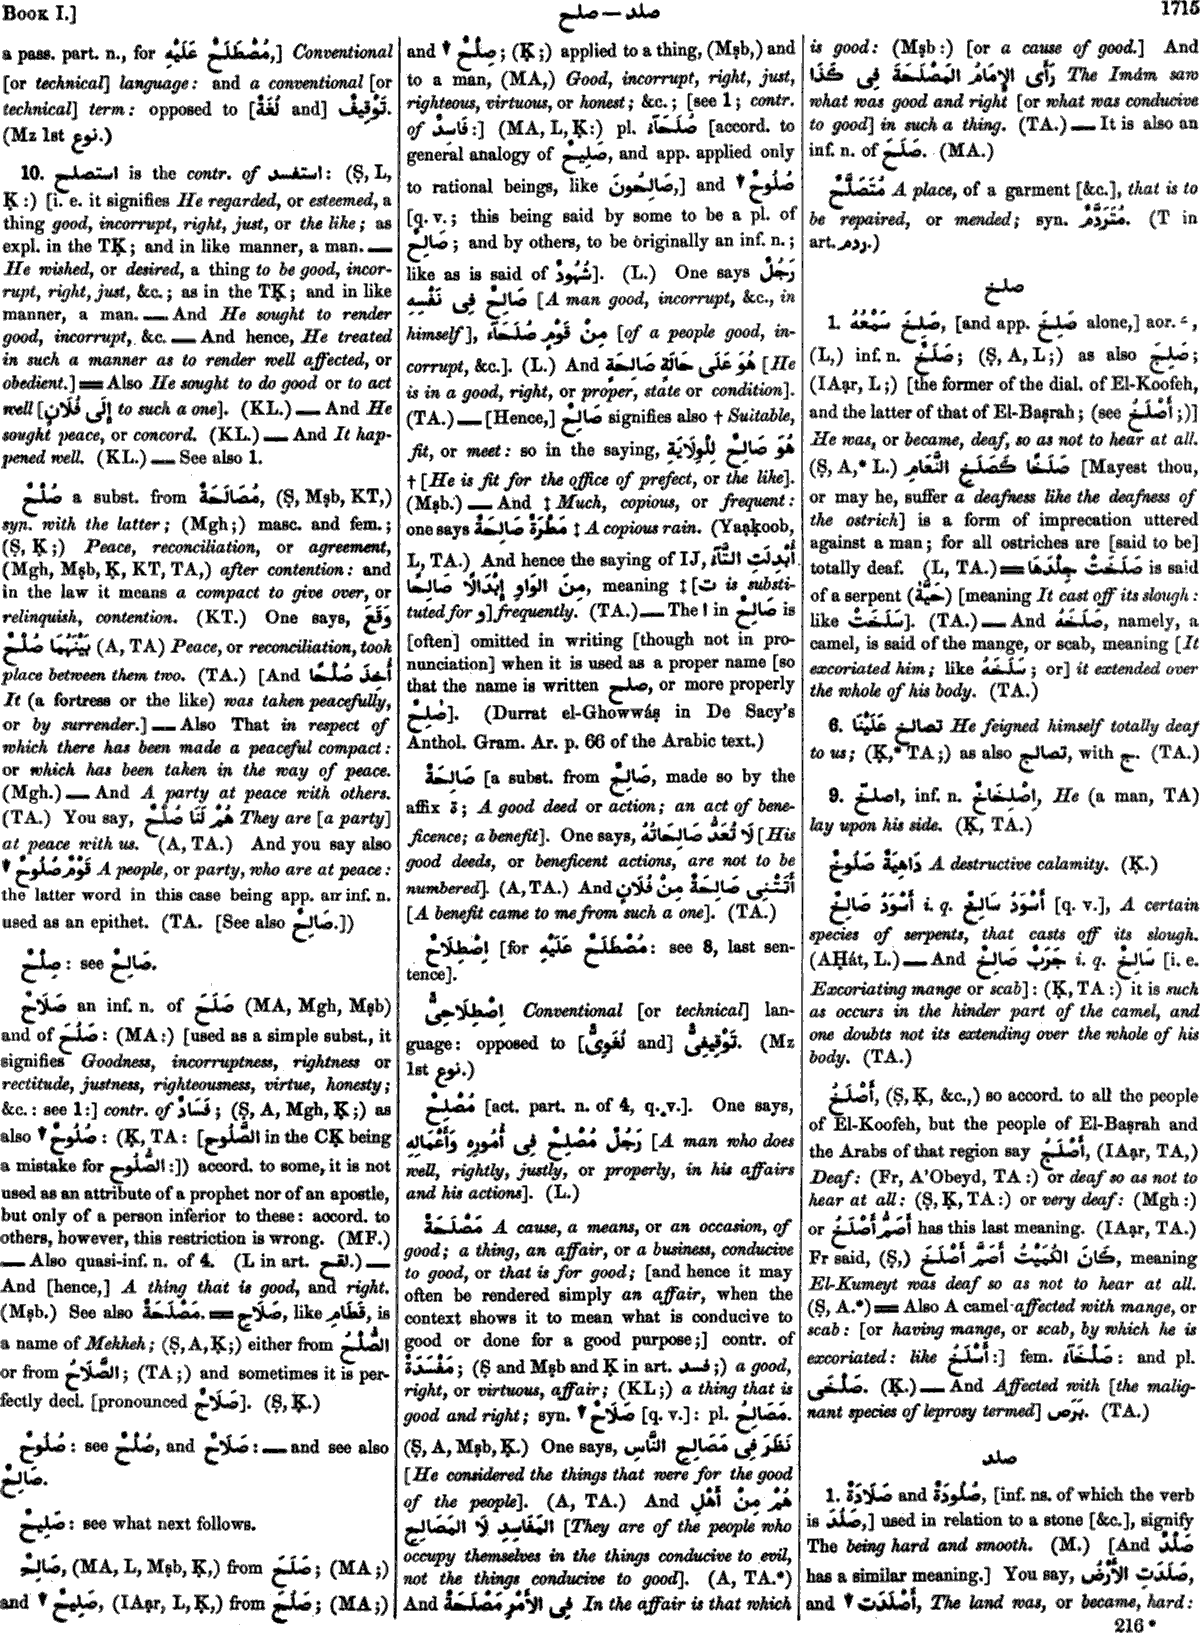 Book I.]
صلح — صلد
1715
a pass. part. n., for مُصْطَلَحٌ عَلَيْهِ,] Conventional
[or technical] language: and a conventional [or
technical] term: opposed to [لُغَةٌ and] تَوْقِيفٌ.
(Mz 1st نوع.)
10. استصلح is the contr. of استفسد: (Ṣ, L,
Ḳ:) [i. e. it signifies He regarded, or esteemed, a
thing good, incorrupt, right, just, or the like; as
expl. in the TḲ; and in like manner, a man. —
He wished, or desired, a thing to be good, incor-
rupt, right, just, &c.; as in the TḲ; and in like
manner, a man. — And He sought to render
good, incorrupt, &c. — And hence, He treated
in such a manner as to render well affected, or
obedient.] = Also He sought to do good or to act
well [إِلَى فُلَانٍ to such a one]. (KL.) — And He
sought peace, or concord. (KL.) — And It hap-
pened well. (KL.) — See also 1.
صُلْحٌ a subst. from مُصَالَحَةٌ, (Ṣ, Mṣb, KT,)
syn. with the latter; (Mgh;) masc. and fem.;
(Ṣ, Ḳ;) Peace, reconciliation, or agreement,
(Mgh, Mṣb, Ḳ, KT, TA,) after contention: and
in the law it means a compact to give over, or
relinquish, contention. (KT.) One says, وَقَعَ
بَيْنَهُمَا صُلْحٌ (A, TA) Peace, or reconciliation, took
place between them two. (TA.) [And أُخِذَ صُلْحًا
It (a fortress or the like) was taken peacefully,
or by surrender.] — Also That in respect of
which there has been made a peaceful compact:
or which has been taken in the way of peace.
(Mgh.) — And A party at peace with others.
(TA.) You say, هُمْ لَنَا صُلْحٌ They are [a party]
at peace with us. (A, TA.) And you say also
▼ قَوْمٌ صُلُوحٌ A people, or party, who are at peace:
the latter word in this case being app. an inf. n.
used as an epithet. (TA. [See also صَالِحٌ.])
صِلْحٌ: see صَالِحٌ.
صَلَاحٌ an inf. n. of صَلَحَ (MA, Mgh, Mṣb)
and of صَلُحَ: (MA:) [used as a simple subst., it
signifies Goodness, incorruptness, rightness or
rectitude, justness, righteousness, virtue, honesty;
&c.: see 1:] contr. of فَسَادٌ; (Ṣ, A, Mgh, Ḳ;) as
also ▼ صُلُوحٌ: (Ḳ, TA: [الصَّلُوح in the CḲ being
a mistake for الصُّلُوح:]) accord. to some, it is not
used as an attribute of a prophet nor of an apostle,
but only of a person inferior to these: accord. to
others, however, this restriction is wrong. (MF.)
— Also quasi-inf. n. of 4. (L in art. لقح.) —
And [hence,] A thing that is good, and right.
(Mṣb.) See also مَصْلَحَةٌ. = صَلَاحِ, like قَطَامِ, is
a name of Mekkeh; (Ṣ, A, Ḳ;) either from الصُّلْحُ
or from الصَّلَاحُ; (TA;) and sometimes it is per-
fectly decl. [pronounced صَلَاحٌ]. (Ṣ, Ḳ.)
صُلُوحٌ: see صُلْحٌ, and صَلَاحٌ: — and see also
صَالِحٌ.
صَلِيحٌ: see what next follows.
صَالِحٌ, (MA, L, Mṣb, Ḳ,) from صَلَحَ; (MA;)
and ▼ صَلِيحٌ, (IAạr, L, Ḳ,) from صَلُحَ; (MA;)
and ▼ صِلْحٌ; (Ḳ;) applied to a thing, (Mṣb,) and
to a man, (MA,) Good, incorrupt, right, just,
righteous, virtuous, or honest; &c.; [see 1; contr.
of فَاسِدٌ:] (MA, L, Ḳ:) pl. صُلَحَآءُ [accord. to
general analogy of صَلِيحٌ, and app. applied only
to rational beings, like صَالِحُونَ,] and ▼ صُلُوحٌ
[q. v.; this being said by some to be a pl. of
صَالِحٌ; and by others, to be originally an inf. n.;
like as is said of شُهُودٌ]. (L.) One says رَجُلٌ
صَالِحٌ فِى نَفْسِهِ [A man good, incorrupt, &c., in
himself], مِنْ قَوْمٍ صُلَحَآءَ [of a people good, in-
corrupt, &c.]. (L.) And هُوَ عَلَى حَالَةٍ صَالِحَةٍ [He
is in a good, right, or proper, state or condition].
(TA.) — [Hence,] صَالِحٌ signifies also † Suitable,
fit, or meet: so in the saying, هُوَ صَالِحٌ لِلْوِلَايَةِ
† [He is fit for the office of prefect, or the like].
(Mṣb.) — And ‡ Much, copious, or frequent:
one says مَطَرَةٌ صَالِحَةٌ ‡ A copious rain. (Yaạḳoob,
L, TA.) And hence the saying of IJ, أُبْدِلَتِ التَّآءُ
مِنَ الوَاوِ إِبْدَالًا صَالِحًا, meaning ‡ [ت is substi-
tuted for و] frequently. (TA.) — The ا in صَالِحٌ is
[often] omitted in writing [though not in pro-
nunciation] when it is used as a proper name [so
that the name is written صلح, or more properly
صٰلِحٌ]. (Durrat el-Ghowwáṣ in De Sacy's
Anthol. Gram. Ar. p. 66 of the Arabic text.)
صَالِحَةٌ [a subst. from صَالِحٌ, made so by the
affix ة; A good deed or action; an act of bene-
ficence; a benefit]. One says, لَا تُعَدُّ صَالِحَاتُهُ [His
good deeds, or beneficent actions, are not to be
numbered]. (A, TA.) And أَتَتْنِى صَالِحَةٌ مِنْ فُلَانٍ
[A benefit came to me from such a one]. (TA.)
اِصْطِلَاحٌ [for مُصْطَلَحٌ عَلَيْهِ: see 8, last sen-
tence].
اِصْطِلَاحِىٌّ Conventional [or technical] lan-
guage: opposed to [لُغَوِىٌّ and] تَوْقِيفِىٌّ. (Mz
1st نوع.)
مُصْلِحٌ [act. part. n. of 4, q. v.]. One says,
رَجُلٌ مُصْلِحٌ فِى أُمُورِهِ وَأَعْمَالِهِ [A man who does
well, rightly, justly, or properly, in his affairs
and his actions]. (L.)
مَصْلَحَةٌ A cause, a means, or an occasion, of
good; a thing, an affair, or a business, conducive
to good, or that is for good; [and hence it may
often be rendered simply an affair, when the
context shows it to mean what is conducive to
good or done for a good purpose;] contr. of
مَفْسَدَةٌ; (Ṣ and Mṣb and Ḳ in art. فسد;) a good,
right, or virtuous, affair; (KL;) a thing that is
good and right; syn. ▼ صَلَاحٌ [q. v.]: pl. مَصَالِحُ.
(Ṣ, A, Mṣb, Ḳ.) One says, نَظَرَ فِى مَصَالِحِ النَّاسِ
[He considered the things that were for the good
of the people]. (A, TA.) And هُمْ مِنْ أَهْلِ
المَفَاسِدِ لَا المَصَالِحِ [They are of the people who
occupy themselves in the things conducive to evil,
not the things conducive to good]. (A, TA.*)
And فِى الأَمْرِ مَصْلَحَةٌ In the affair is that which
is good: (Mṣb:) [or a cause of good.] And
رَأَى الإِمَامُ المَصْلَحَةَ فِى كَذَا The Imám saw
what was good and right [or what was conducive
to good] in such a thing. (TA.) — It is also an
inf. n. of صَلَحَ. (MA.)
مُتَصَلَّحٌ A place, of a garment [&c.], that is to
be repaired, or mended; syn. مُتَرَدَّمٌ. (T in
art. ردم.)
صلخ
1. صَلِخَ سَمْعُهُ, [and app. صَلِخَ alone,] aor. ـَ,
(L,) inf. n. صَلَخٌ; (Ṣ, A, L;) as also صَلِجَ;
(IAạr, L;) [the former of the dial. of El-Koofeh,
and the latter of that of El-Baṣrah; (see أَصْلَخُ;)]
He was, or became, deaf, so as not to hear at all.
(Ṣ, A,* L.) صَلَخًا كَصَلَخِ النَّعَامِ [Mayest thou,
or may he, suffer a deafness like the deafness of
the ostrich] is a form of imprecation uttered
against a man; for all ostriches are [said to be]
totally deaf. (L, TA.) = صَلَخَتْ جِلْدَهَا is said
of a serpent (حَيَّةٌ) [meaning It cast off its slough:
like سَلَخَتْ]. (TA.) — And صَلَخَهُ, namely, a
camel, is said of the mange, or scab, meaning [It
excoriated him; like سَلَخَهُ; or] it extended over
the whole of his body. (TA.)
6. تصالخ عَلَيْنَا He feigned himself totally deaf
to us; (Ḳ,* TA;) as also تصالج, with ج. (TA.)
9. اصلخّ, inf. n. اِصْلِخَاخٌ, He (a man, TA)
lay upon his side. (Ḳ, TA.)
دَاهِيَةٌ صَلُوخٌ A destructive calamity. (Ḳ.)
أَسْوَدُ صَالِخٌ i. q. أَسْوَدُ سَالِخٌ [q. v.], A certain
species of serpents, that casts off its slough.
(AḤát, L.) — And جَرَبٌ صَالِخٌ i. q. سَالِخٌ [i. e.
Excoriating mange or scab]: (Ḳ, TA:) it is such
as occurs in the hinder part of the camel, and
one doubts not its extending over the whole of his
body. (TA.)
أَصْلَخُ, (Ṣ, Ḳ, &c.,) so accord. to all the people
of El-Koofeh, but the people of El-Baṣrah and
the Arabs of that region say أَصْلَجُ, (IAạr, TA,)
Deaf: (Fr, A'Obeyd, TA:) or deaf so as not to
hear at all: (Ṣ, Ḳ, TA:) or very deaf: (Mgh:)
or أَصَمُّ أَصْلَخُ has this last meaning. (IAạr, TA.)
Fr said, (Ṣ,) كَانَ الكُمَيْتُ أَصَمَّ أَصْلَخَ, meaning
El-Kumeyt was deaf so as not to hear at all.
(Ṣ, A.*) = Also A camel affected with mange, or
scab: [or having mange, or scab, by which he is
excoriated: like أَسْلَخُ:] fem. صَلْخَآءُ: and pl.
صَلْخَى. (Ḳ.) — And Affected with [the malig-
nant species of leprosy termed] بَرَص. (TA.)
صلد
1. صَلَادَةٌ and صُلُودَةٌ, [inf. ns. of which the verb
is صَلُدَ,] used in relation to a stone [&c.], signify
The being hard and smooth. (M.) [And صَلْدٌ
has a similar meaning.] You say, صَلَدَتِ الأَرْضُ,
and ▼ أَصْلَدَتْ, The land was, or became, hard:
216 *